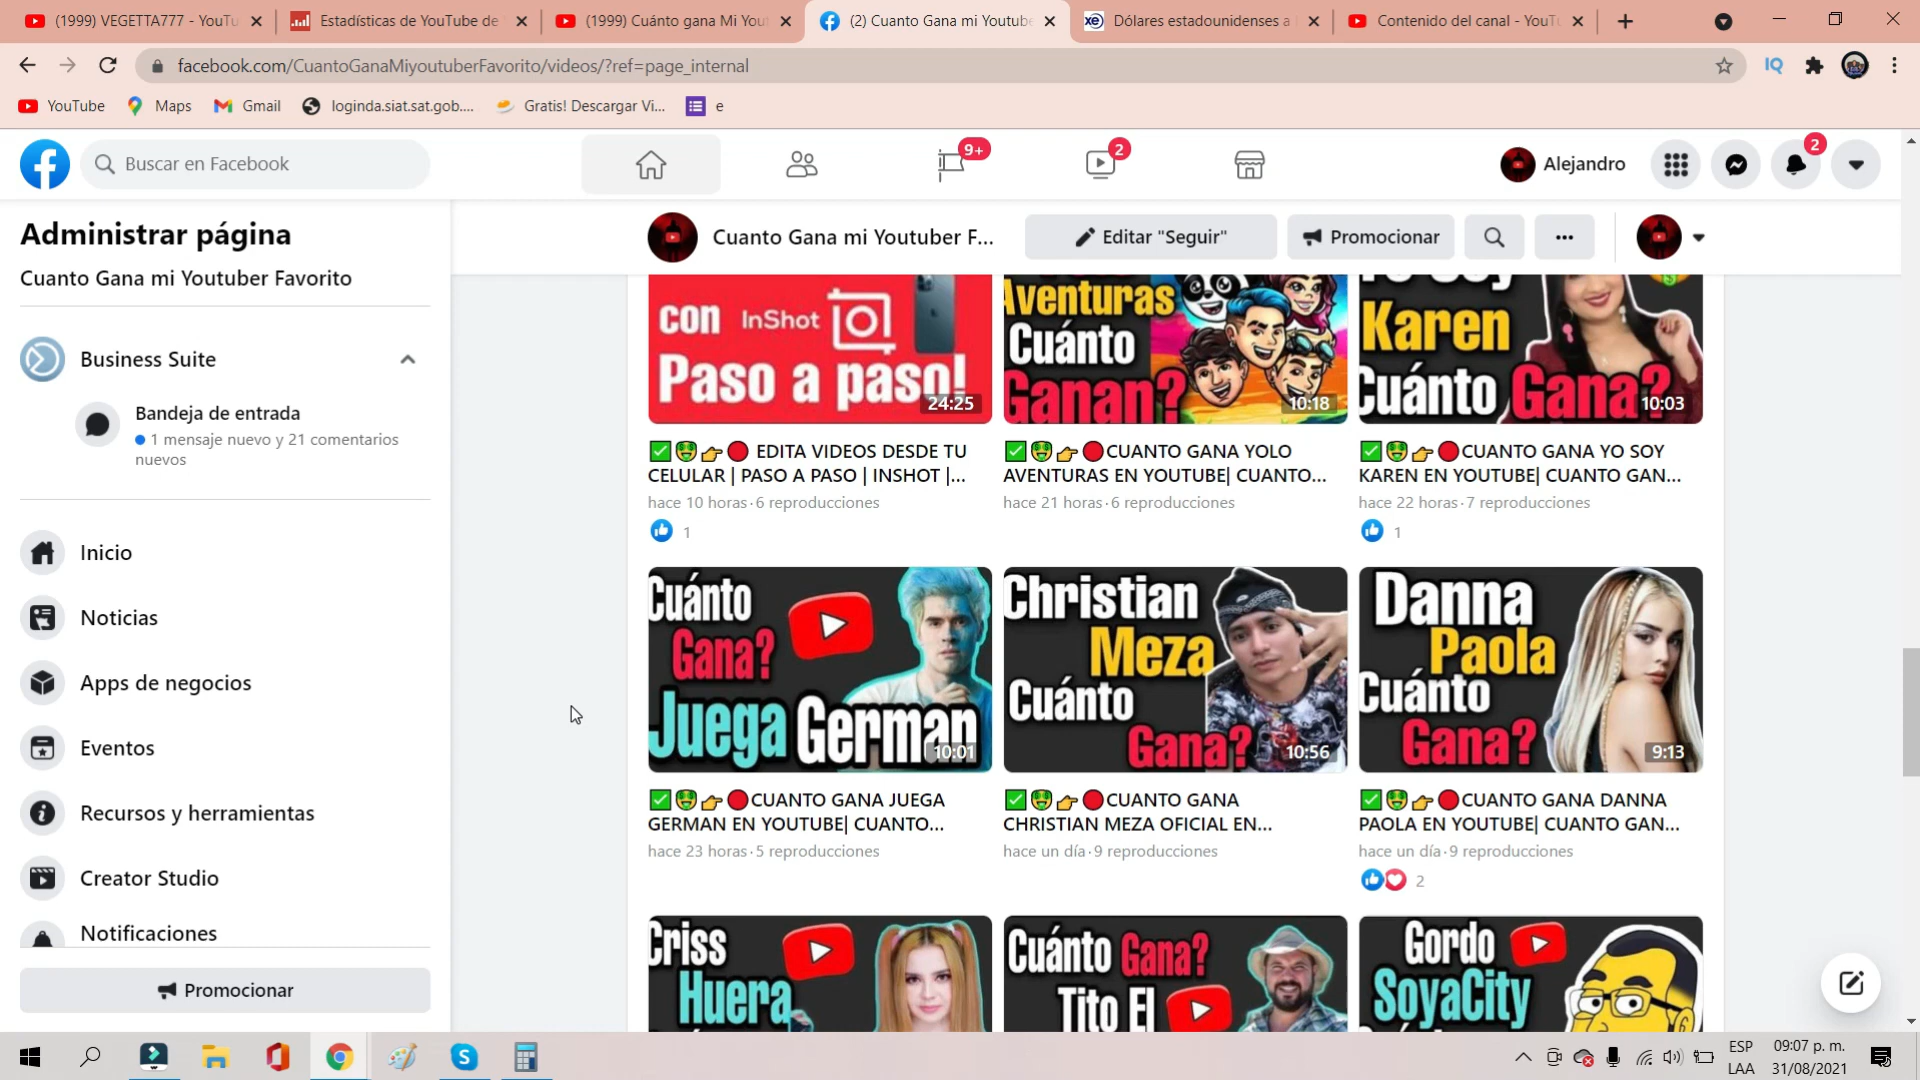 (1999) VEGETTA777 - YouTu
Estadísticas de YouTube de
(1999) Cuánto gana Mi You
(2) Cuanto Gana mi Youtube
Dólares estadounidenses a
Contenido del canal - YouTu
facebook.com/CuantoGanaMiyoutuberFavorito/videos/?ref=page_internal
IQ
YouTube
Maps
Gmail
loginda.siat.sat.gob....
Gratis! Descargar Vi...
e
Buscar en Facebook
9+
2
Alejandro
2
Administrar página
Cuanto Gana mi Youtuber Favorito
Business Suite
Bandeja de entrada
1 mensaje nuevo y 21 comentarios
nuevos
Inicio
Noticias
Apps de negocios
Eventos
Recursos y herramientas
Creator Studio
Notificaciones
Promocionar
Cuanto Gana mi Youtuber F...
Editar "Seguir"
Promocionar
con InShot
Paso a paso!
24:25
✅🤑👉🔴 EDITA VIDEOS DESDE TU
CELULAR | PASO A PASO | INSHOT |...
hace 10 horas · 6 reproducciones
1
Aventuras
Cuánto
Ganan?
10:18
✅🤑👉🔴CUANTO GANA YOLO
AVENTURAS EN YOUTUBE| CUANTO...
hace 21 horas · 6 reproducciones
Yo Soy
Karen
Cuánto Gana?
10:03
✅🤑👉🔴CUANTO GANA YO SOY
KAREN EN YOUTUBE| CUANTO GAN...
hace 22 horas · 7 reproducciones
1
Cuánto
Gana?
Juega German
10:01
✅🤑👉🔴CUANTO GANA JUEGA
GERMAN EN YOUTUBE| CUANTO...
hace 23 horas · 5 reproducciones
Christian
Meza
Cuánto
Gana?
10:56
✅🤑👉🔴CUANTO GANA
CHRISTIAN MEZA OFICIAL EN...
hace un día · 9 reproducciones
Danna
Paola
Cuánto
Gana?
9:13
✅🤑👉🔴CUANTO GANA DANNA
PAOLA EN YOUTUBE| CUANTO GAN...
hace un día · 9 reproducciones
2
Criss
Huera
Cuánto Gana?
Tito El
Gordo
SoyaCity
ESP
LAA
09:07 p. m.
31/08/2021